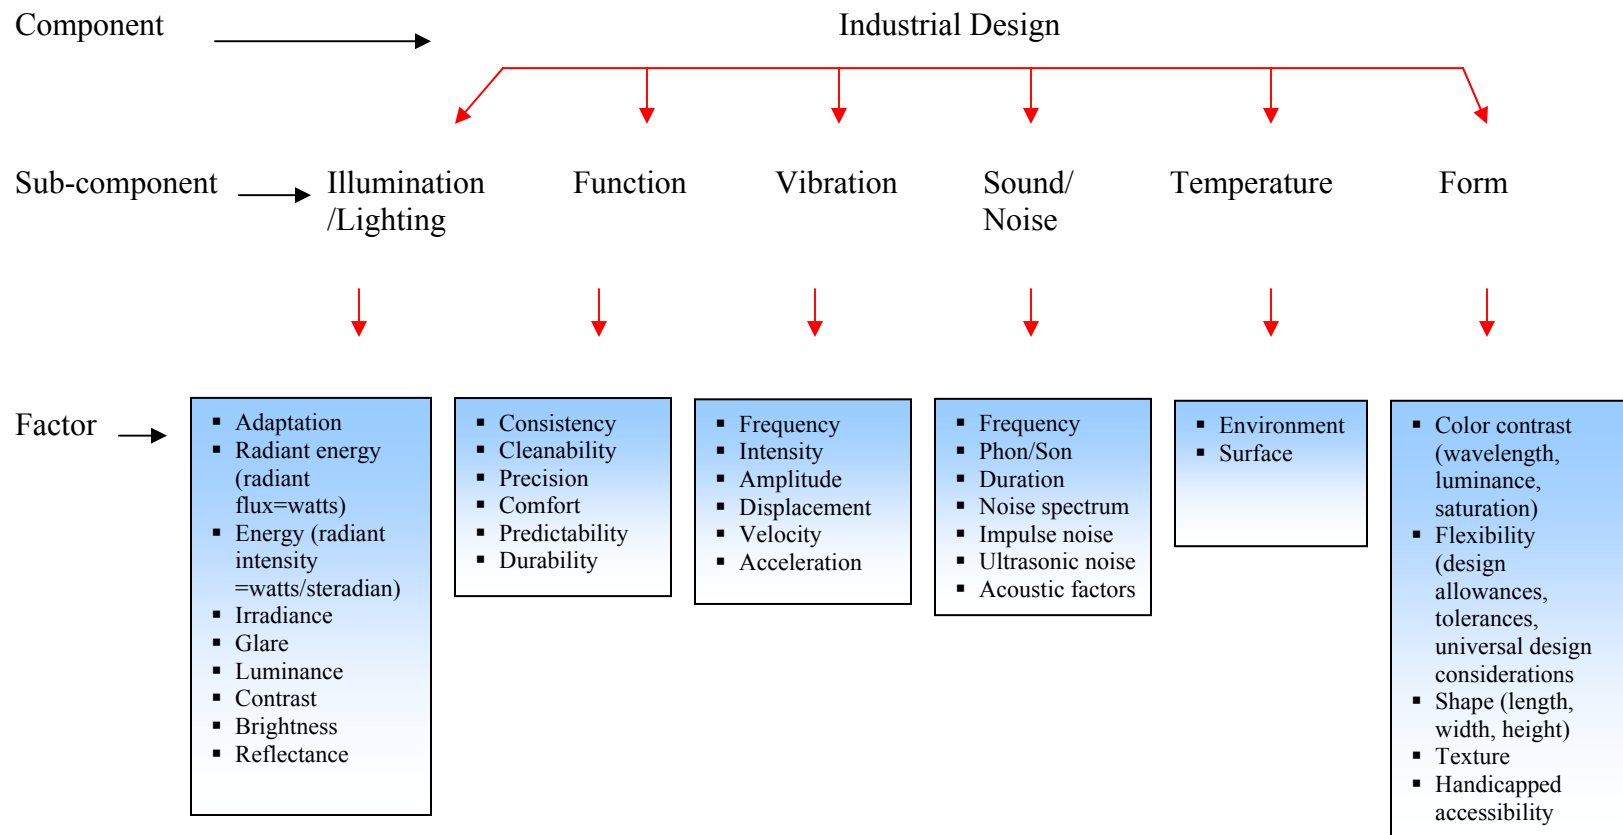 Component
Industrial Design
Sub-component
Illumination
/Lighting
Function
Vibration
Sound/
Noise
Temperature
Form
Factor
▪ Adaptation
▪ Radiant energy
(radiant
flux=watts)
▪ Energy (radiant
intensity
=watts/steradian)
▪ Irradiance
▪ Glare
▪ Luminance
▪ Contrast
▪ Brightness
▪ Reflectance
▪ Consistency
▪ Cleanability
▪ Precision
▪ Comfort
▪ Predictability
▪ Durability
▪ Frequency
▪ Intensity
▪ Amplitude
▪ Displacement
▪ Velocity
▪ Acceleration
▪ Frequency
▪ Phon/Son
▪ Duration
▪ Noise spectrum
▪ Impulse noise
▪ Ultrasonic noise
▪ Acoustic factors
▪ Environment
▪ Surface
▪ Color contrast
(wavelength,
luminance,
saturation)
▪ Flexibility
(design
allowances,
tolerances,
universal design
considerations
▪ Shape (length,
width, height)
▪ Texture
▪ Handicapped
accessibility